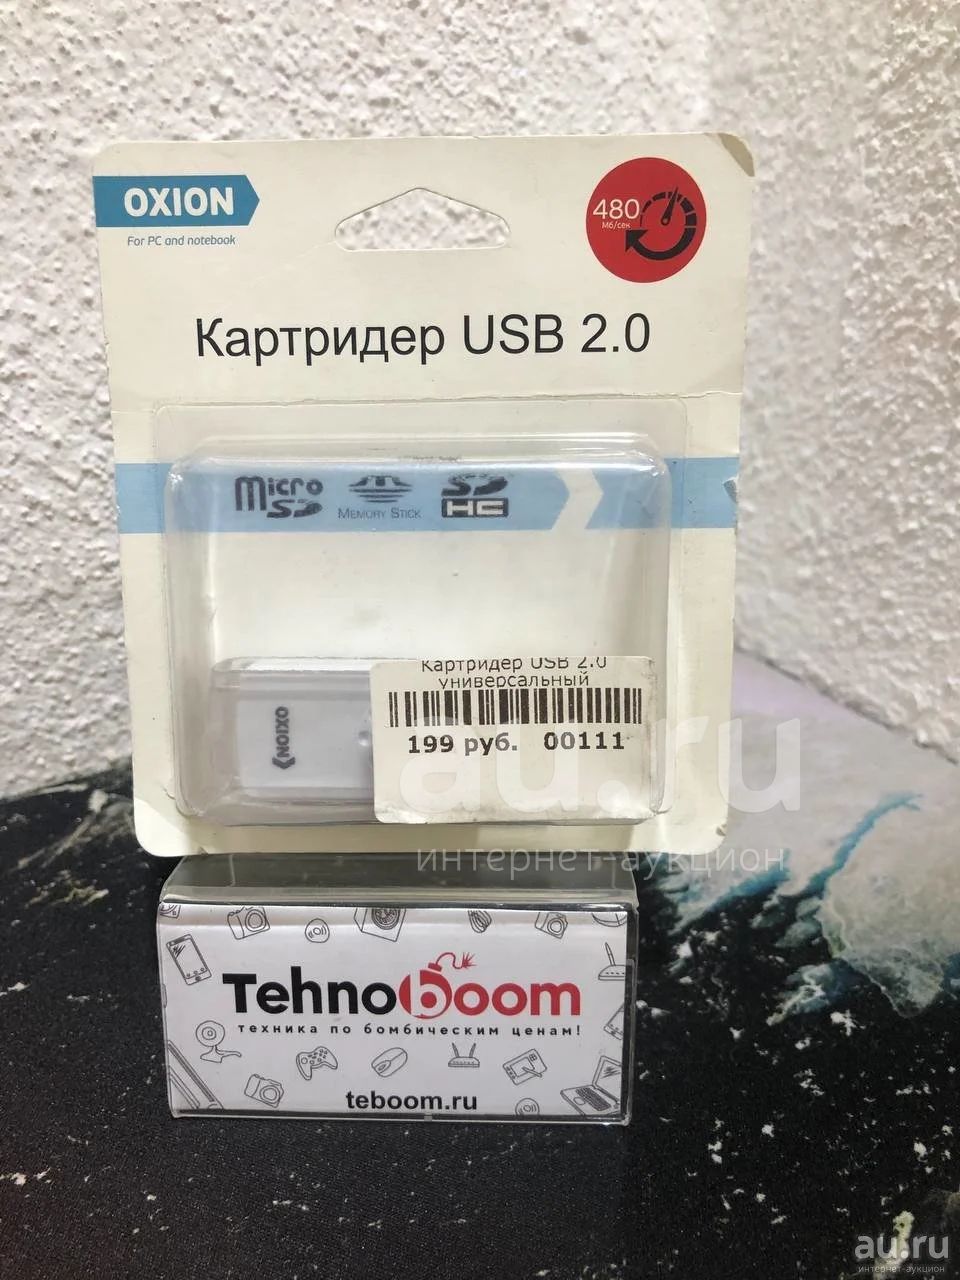 OXION
For PC and notebook
480
Мб/сек
Картридер USB 2.0
Micro SD
MEMORY STICK
SD HC
OXION
Картридер USB 2.0
универсальный
199 руб. 00111
au.ru
интернет-аукцион
Tehnoboom
техника по бомбическим ценам!
teboom.ru
au.ru
интернет-аукцион